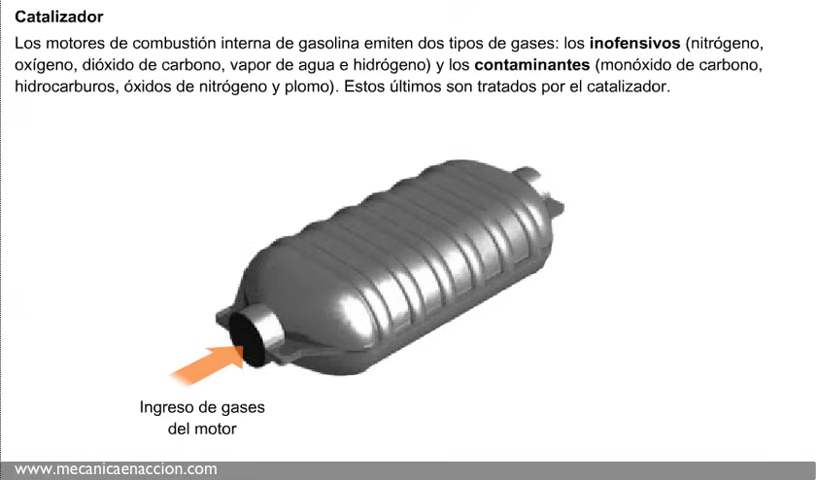 Catalizador
Los motores de combustión interna de gasolina emiten dos tipos de gases: los inofensivos (nitrógeno,
oxígeno, dióxido de carbono, vapor de agua e hidrógeno) y los contaminantes (monóxido de carbono,
hidrocarburos, óxidos de nitrógeno y plomo). Estos últimos son tratados por el catalizador.
Ingreso de gases
del motor
www.mecanicaenaccion.com